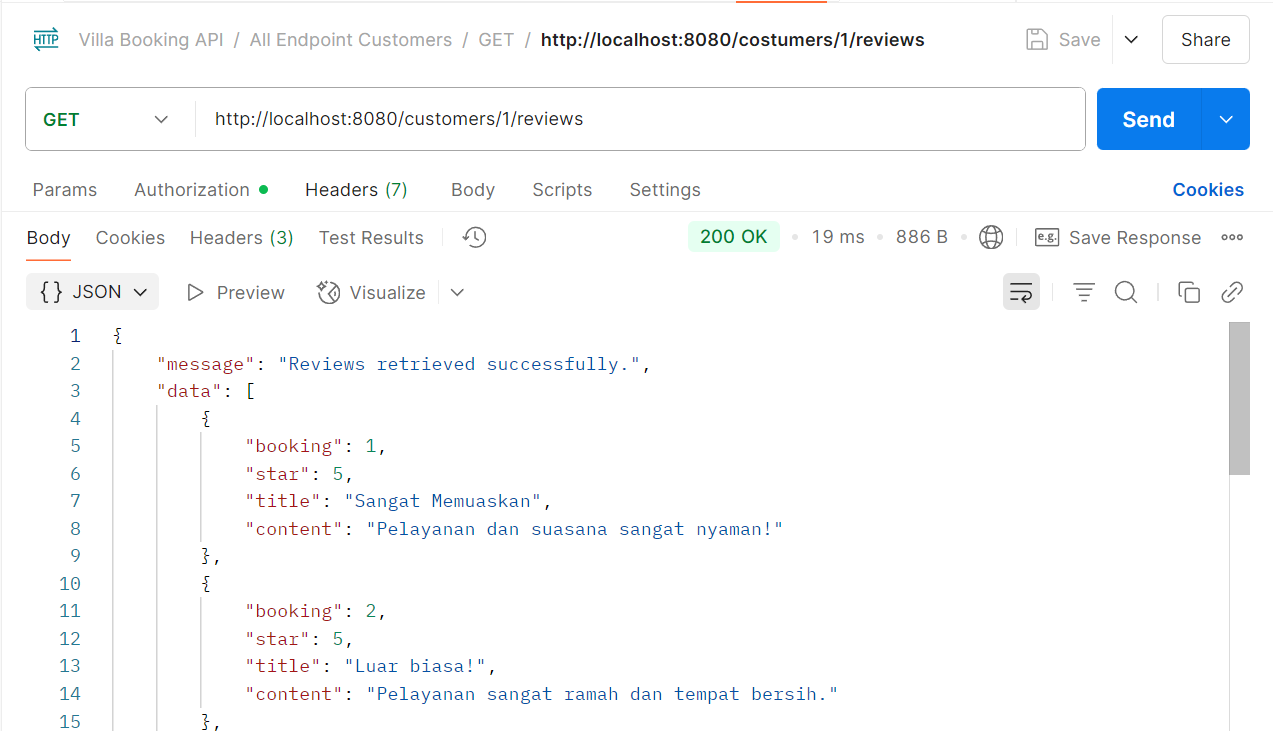 HTTP Villa Booking API / All Endpoint Customers / GET / http://localhost:8080/costumers/1/reviews Save Share
GET http://localhost:8080/customers/1/reviews Send
Params Authorization Headers (7) Body Scripts Settings Cookies
Body Cookies Headers (3) Test Results 200 OK 19 ms 886 B e.g. Save Response
{} JSON Preview Visualize
1 {
2 "message": "Reviews retrieved successfully.",
3 "data": [
4 {
5 "booking": 1,
6 "star": 5,
7 "title": "Sangat Memuaskan",
8 "content": "Pelayanan dan suasana sangat nyaman!"
9 },
10 {
11 "booking": 2,
12 "star": 5,
13 "title": "Luar biasa!",
14 "content": "Pelayanan sangat ramah dan tempat bersih."
15 },